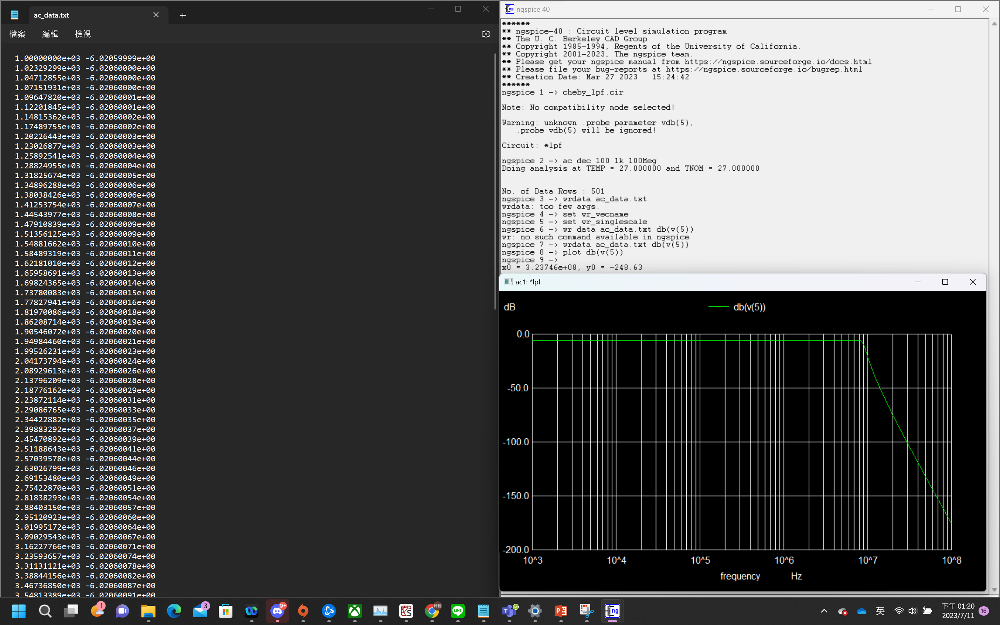 ac_data.txt
檔案 編輯 檢視
1.00000000e+03 -6.02059999e+00
1.02329299e+03 -6.02060000e+00
1.04712855e+03 -6.02060000e+00
1.07151931e+03 -6.02060000e+00
1.09647820e+03 -6.02060001e+00
1.12201845e+03 -6.02060001e+00
1.14815362e+03 -6.02060002e+00
1.17489755e+03 -6.02060002e+00
1.20226443e+03 -6.02060003e+00
1.23026877e+03 -6.02060003e+00
1.25892541e+03 -6.02060004e+00
1.28824955e+03 -6.02060004e+00
1.31825674e+03 -6.02060005e+00
1.34896288e+03 -6.02060006e+00
1.38038426e+03 -6.02060006e+00
1.41253754e+03 -6.02060007e+00
1.44543977e+03 -6.02060008e+00
1.47910839e+03 -6.02060009e+00
1.51356125e+03 -6.02060009e+00
1.54881662e+03 -6.02060010e+00
1.58489319e+03 -6.02060011e+00
1.62181010e+03 -6.02060012e+00
1.65958691e+03 -6.02060013e+00
1.69824365e+03 -6.02060014e+00
1.73780083e+03 -6.02060015e+00
1.77827941e+03 -6.02060016e+00
1.81970086e+03 -6.02060018e+00
1.86208714e+03 -6.02060019e+00
1.90546072e+03 -6.02060020e+00
1.94984460e+03 -6.02060021e+00
1.99526231e+03 -6.02060023e+00
2.04173794e+03 -6.02060024e+00
2.08929613e+03 -6.02060026e+00
2.13796209e+03 -6.02060028e+00
2.18776162e+03 -6.02060029e+00
2.23872114e+03 -6.02060031e+00
2.29086765e+03 -6.02060033e+00
2.34422882e+03 -6.02060035e+00
2.39883292e+03 -6.02060037e+00
2.45470892e+03 -6.02060039e+00
2.51188643e+03 -6.02060041e+00
2.57039578e+03 -6.02060044e+00
2.63026799e+03 -6.02060046e+00
2.69153480e+03 -6.02060049e+00
2.75422870e+03 -6.02060051e+00
2.81838293e+03 -6.02060054e+00
2.88403150e+03 -6.02060057e+00
2.95120923e+03 -6.02060060e+00
3.01995172e+03 -6.02060064e+00
3.09029543e+03 -6.02060067e+00
3.16227766e+03 -6.02060071e+00
3.23593657e+03 -6.02060074e+00
3.31131121e+03 -6.02060078e+00
3.38844156e+03 -6.02060082e+00
3.46736850e+03 -6.02060087e+00
3.54813389e+03 -6.02060091e+00
ngspice 40
******
** ngspice-40 : Circuit level simulation program
** The U. C. Berkeley CAD Group
** Copyright 1985-1994, Regents of the University of California.
** Copyright 2001-2023, The ngspice team.
** Please get your ngspice manual from https://ngspice.sourceforge.io/docs.html
** Please file your bug-reports at https://ngspice.sourceforge.io/bugrep.html
** Creation Date: Mar 27 2023   15:24:42
******
ngspice 1 -> cheby_lpf.cir
Note: No compatibility mode selected!
Warning: unknown .probe parameter vdb(5),
.probe vdb(5) will be ignored!
Circuit: *lpf
ngspice 2 -> ac dec 100 1k 100Meg
Doing analysis at TEMP = 27.000000 and TNOM = 27.000000
No. of Data Rows : 501
ngspice 3 -> wrdata ac_data.txt
wrdata: too few args.
ngspice 4 -> set wr_vecname
ngspice 5 -> set wr_singlescale
ngspice 6 -> wr data ac_data.txt db(v(5))
wr: no such command available in ngspice
ngspice 7 -> wrdata ac_data.txt db(v(5))
ngspice 8 -> plot db(v(5))
ngspice 9 ->
x0 = 3.23746e+08, y0 = -248.63
ac1: *lpf
dB
db(v(5))
0.0
-50.0
-100.0
-150.0
-200.0
10^3 10^4 10^5 10^6 10^7 10^8
frequency Hz
1
3
9+
LINE
ng
英
下午 01:20
2023/7/11
16